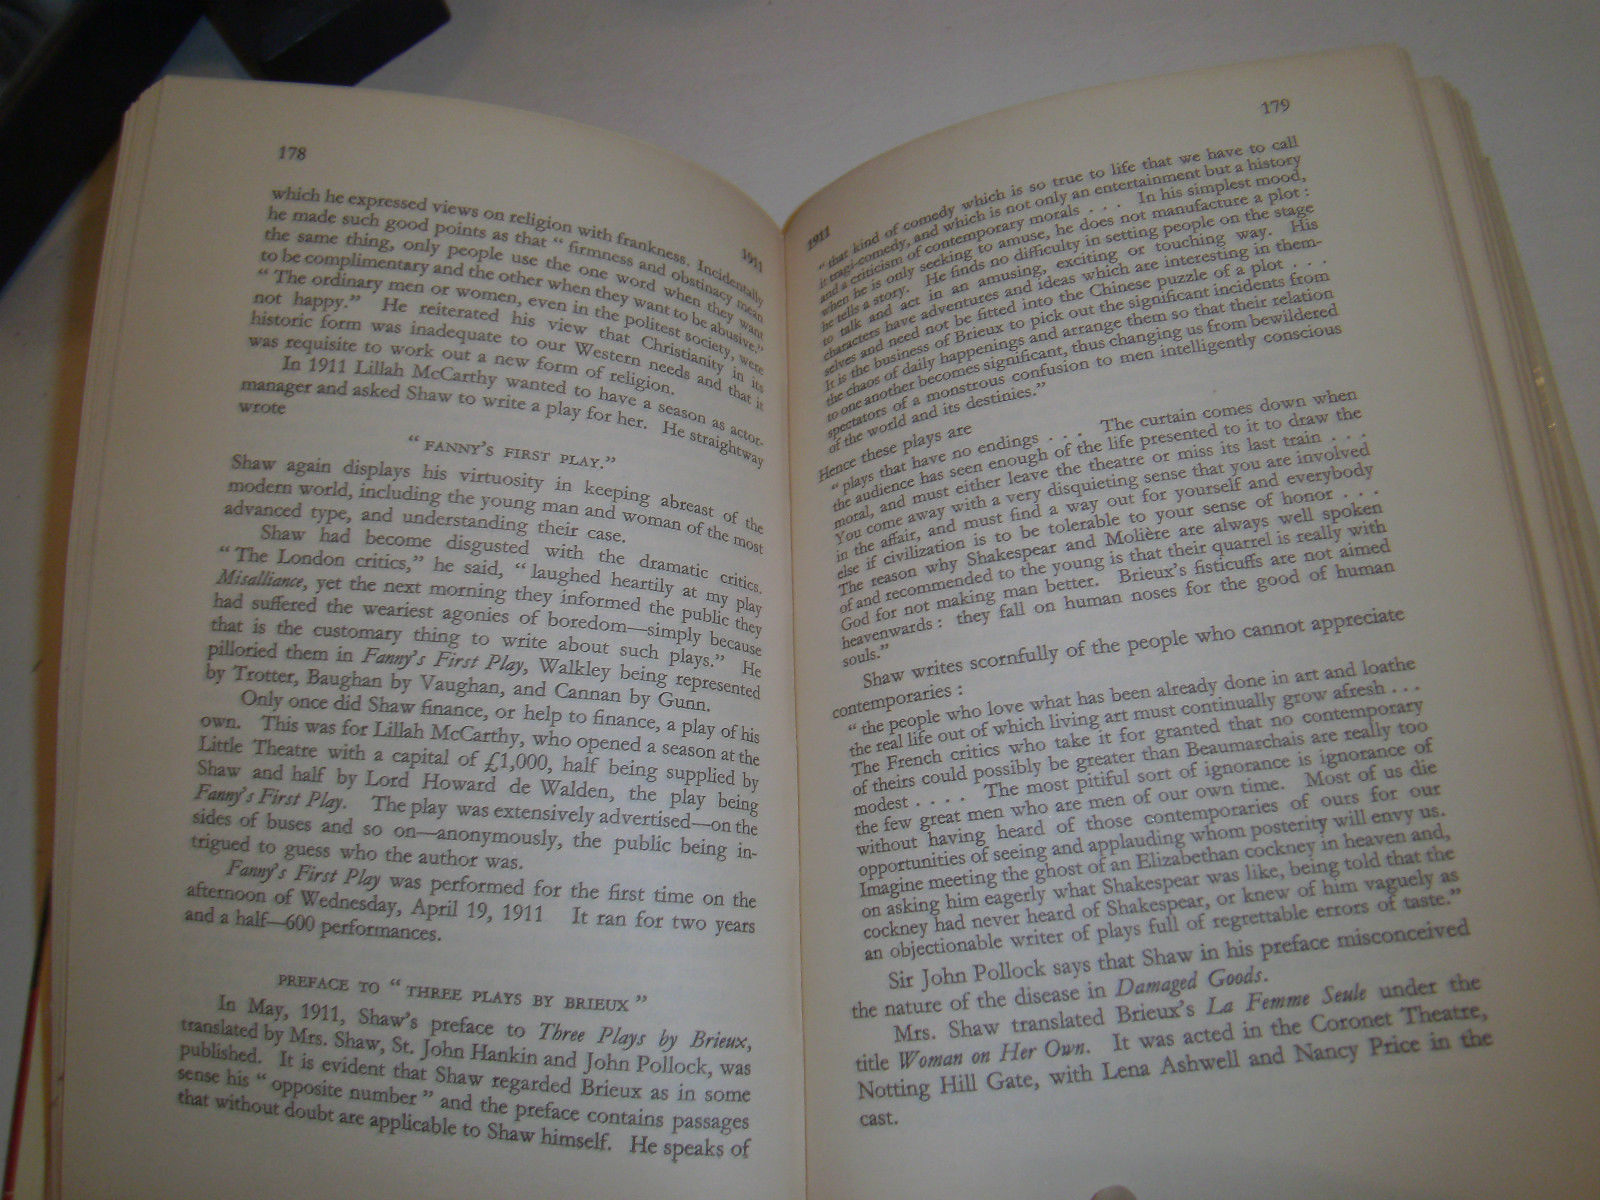 178
1911
which he expressed views on religion with frankness. Incidentally
he made such good points as that “ firmness and obstinacy mean
the same thing, only people use the one word when they want
to be complimentary and the other when they want to be abusive.”
“ The ordinary men or women, even in the politest society, were
not happy.” He reiterated his view that Christianity in its
historic form was inadequate to our Western needs and that it
was requisite to work out a new form of religion.
In 1911 Lillah McCarthy wanted to have a season as actor-
manager and asked Shaw to write a play for her. He straightway
wrote
“ FANNY’S FIRST PLAY.”
Shaw again displays his virtuosity in keeping abreast of the
modern world, including the young man and woman of the most
advanced type, and understanding their case.
Shaw had become disgusted with the dramatic critics.
“ The London critics,” he said, “ laughed heartily at my play
Misalliance, yet the next morning they informed the public they
had suffered the weariest agonies of boredom—simply because
that is the customary thing to write about such plays.” He
pilloried them in Fanny’s First Play, Walkley being represented
by Trotter, Baughan by Vaughan, and Cannan by Gunn.
Only once did Shaw finance, or help to finance, a play of his
own. This was for Lillah McCarthy, who opened a season at the
Little Theatre with a capital of £1,000, half being supplied by
Shaw and half by Lord Howard de Walden, the play being
Fanny’s First Play. The play was extensively advertised—on the
sides of buses and so on—anonymously, the public being in-
trigued to guess who the author was.
Fanny’s First Play was performed for the first time on the
afternoon of Wednesday, April 19, 1911 It ran for two years
and a half—600 performances.
PREFACE TO “ THREE PLAYS BY BRIEUX ”
In May, 1911, Shaw’s preface to Three Plays by Brieux,
translated by Mrs. Shaw, St. John Hankin and John Pollock, was
published. It is evident that Shaw regarded Brieux as in some
sense his “ opposite number ” and the preface contains passages
that without doubt are applicable to Shaw himself. He speaks of
179
1911
“ that kind of comedy which is so true to life that we have to call
it tragi-comedy, and which is not only an entertainment but a history
and a criticism of contemporary morals . . . In his simplest mood,
when he is only seeking to amuse, he does not manufacture a plot :
he tells a story. He finds no difficulty in setting people on the stage
to talk and act in an amusing, exciting or touching way. His
characters have adventures and ideas which are interesting in them-
selves and need not be fitted into the Chinese puzzle of a plot . . .
It is the business of Brieux to pick out the significant incidents from
the chaos of daily happenings and arrange them so that their relation
to one another becomes significant, thus changing us from bewildered
spectators of a monstrous confusion to men intelligently conscious
of the world and its destinies.”
Hence these plays are
“ plays that have no endings . . . The curtain comes down when
the audience has seen enough of the life presented to it to draw the
moral, and must either leave the theatre or miss its last train . . .
You come away with a very disquieting sense that you are involved
in the affair, and must find a way out for yourself and everybody
else if civilization is to be tolerable to your sense of honor . . .
The reason why Shakespear and Molière are always well spoken
of and recommended to the young is that their quarrel is really with
God for not making man better. Brieux’s fisticuffs are not aimed
heavenwards : they fall on human noses for the good of human
souls.”
Shaw writes scornfully of the people who cannot appreciate
contemporaries :
“ the people who love what has been already done in art and loathe
the real life out of which living art must continually grow afresh . . .
The French critics who take it for granted that no contemporary
of theirs could possibly be greater than Beaumarchais are really too
modest . . . . The most pitiful sort of ignorance is ignorance of
the few great men who are men of our own time. Most of us die
without having heard of those contemporaries of ours for our
opportunities of seeing and applauding whom posterity will envy us.
Imagine meeting the ghost of an Elizabethan cockney in heaven and,
on asking him eagerly what Shakespear was like, being told that the
cockney had never heard of Shakespear, or knew of him vaguely as
an objectionable writer of plays full of regrettable errors of taste.”
Sir John Pollock says that Shaw in his preface misconceived
the nature of the disease in Damaged Goods.
Mrs. Shaw translated Brieux’s La Femme Seule under the
title Woman on Her Own. It was acted in the Coronet Theatre,
Notting Hill Gate, with Lena Ashwell and Nancy Price in the
cast.